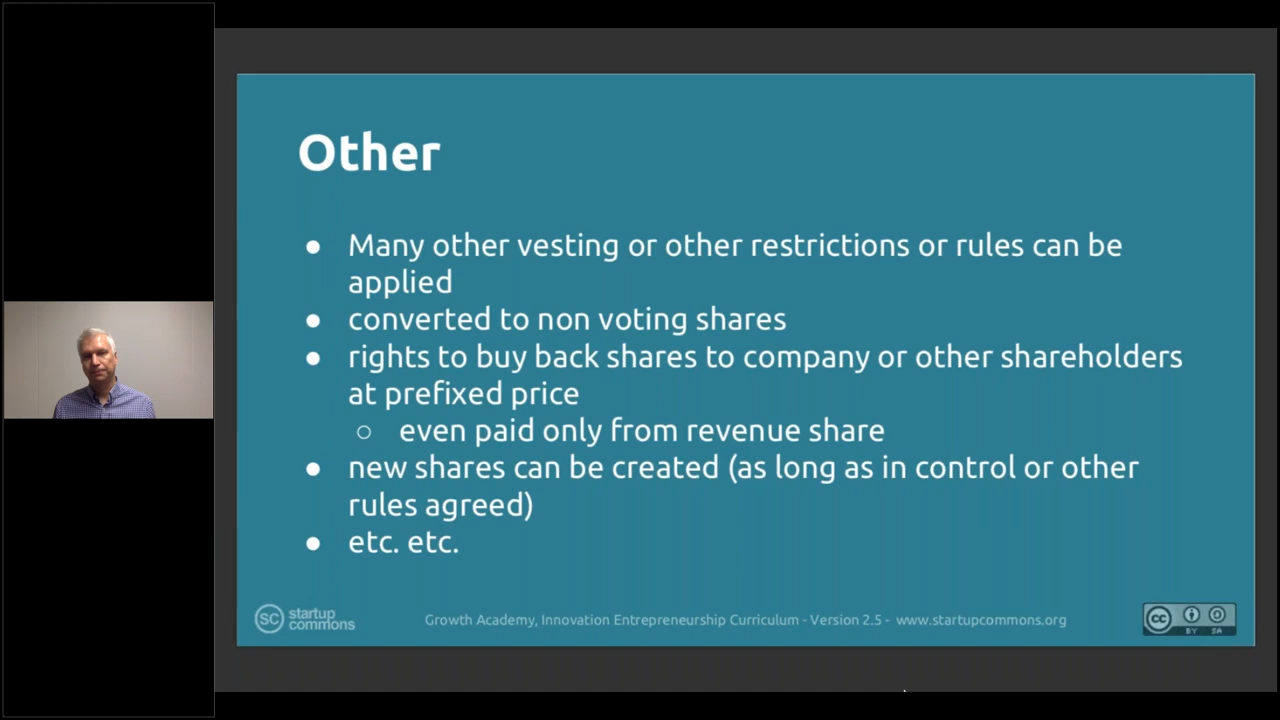 Other
● Many other vesting or other restrictions or rules can be
applied
● converted to non voting shares
● rights to buy back shares to company or other shareholders
at prefixed price
○ even paid only from revenue share
● new shares can be created (as long as in control or other
rules agreed)
● etc. etc.
SC startup
commons
Growth Academy, Innovation Entrepreneurship Curriculum - Version 2.5 - www.startupcommons.org
cc
BY SA